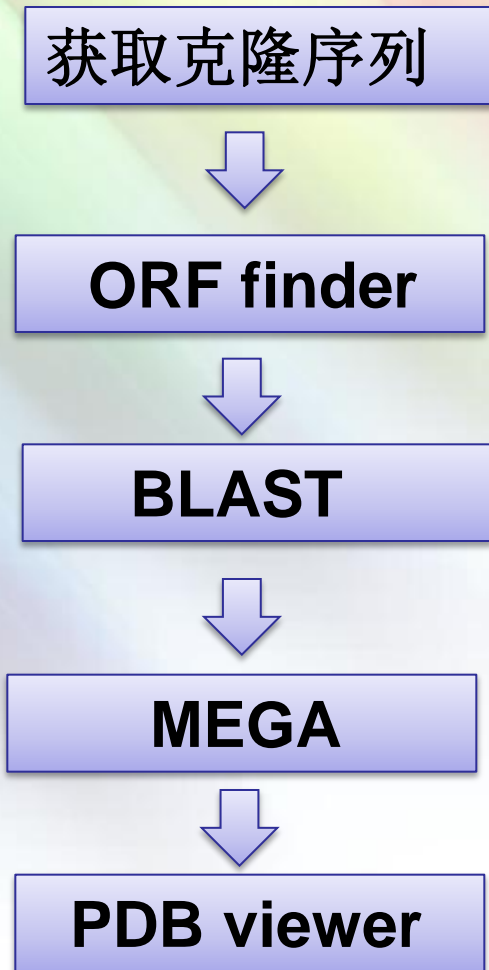 获取克隆序列
ORF finder
BLAST
MEGA
PDB viewer